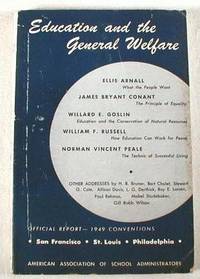 Education and the
General Welfare
ELLIS ARNALL
What the People Want
JAMES BRYANT CONANT
The Principle of Equality
WILLARD E. GOSLIN
Education and the Conservation of Natural Resources
WILLIAM F. RUSSELL
How Education Can Work for Peace
NORMAN VINCENT PEALE
The Technic of Successful Living
OTHER ADDRESSES by H. B. Bruner, Bert Cholet, Stewart
G. Cole, Allison Davis, L. G. Derthick, Roy E. Larsen,
Paul Rehmus, Mabel Studebaker,
Gill Robb Wilson
OFFICIAL REPORT—1949 CONVENTIONS
San Francisco • St. Louis • Philadelphia •
AMERICAN ASSOCIATION OF SCHOOL ADMINISTRATORS